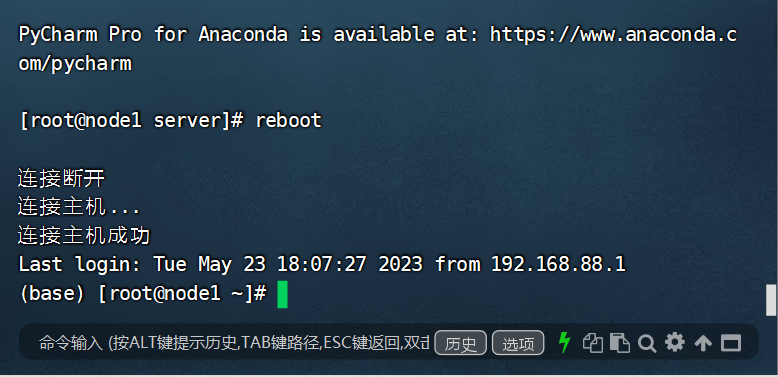 PyCharm Pro for Anaconda is available at: https://www.anaconda.c
om/pycharm
[root@node1 server]# reboot
连接断开
连接主机...
连接主机成功
Last login: Tue May 23 18:07:27 2023 from 192.168.88.1
(base) [root@node1 ~]#
命令输入 (按ALT键提示历史,TAB键路径,ESC键返回,双击 历史 选项